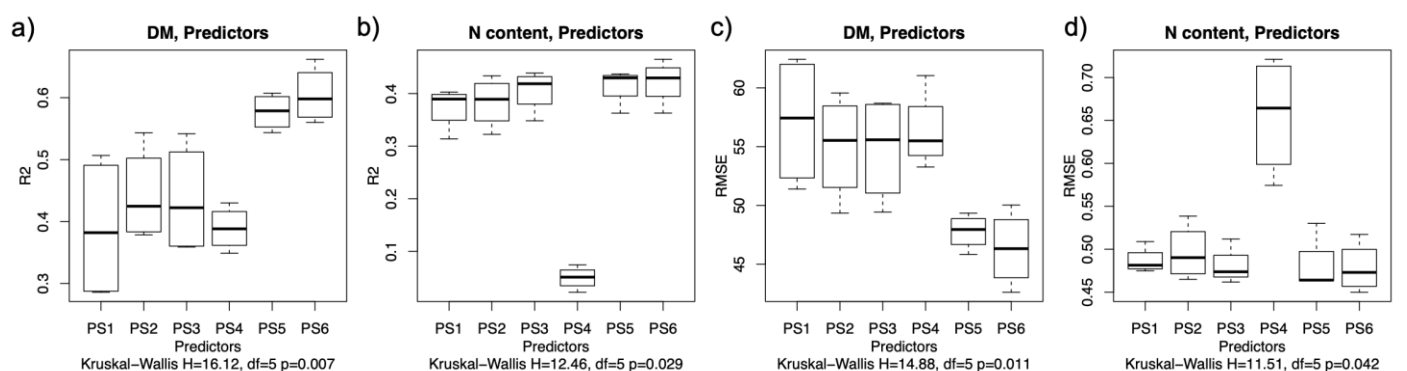 a)
DM, Predictors
R2
0.6
0.5
0.4
0.3
PS1 PS2 PS3 PS4 PS5 PS6
Predictors
Kruskal−Wallis H=16.12, df=5 p=0.007
b)
N content, Predictors
R2
0.4
0.3
0.2
0.1
PS1 PS2 PS3 PS4 PS5 PS6
Predictors
Kruskal−Wallis H=12.46, df=5 p=0.029
c)
DM, Predictors
RMSE
60
55
50
45
PS1 PS2 PS3 PS4 PS5 PS6
Predictors
Kruskal−Wallis H=14.88, df=5 p=0.011
d)
N content, Predictors
RMSE
0.70
0.65
0.60
0.55
0.50
0.45
PS1 PS2 PS3 PS4 PS5 PS6
Predictors
Kruskal−Wallis H=11.51, df=5 p=0.042